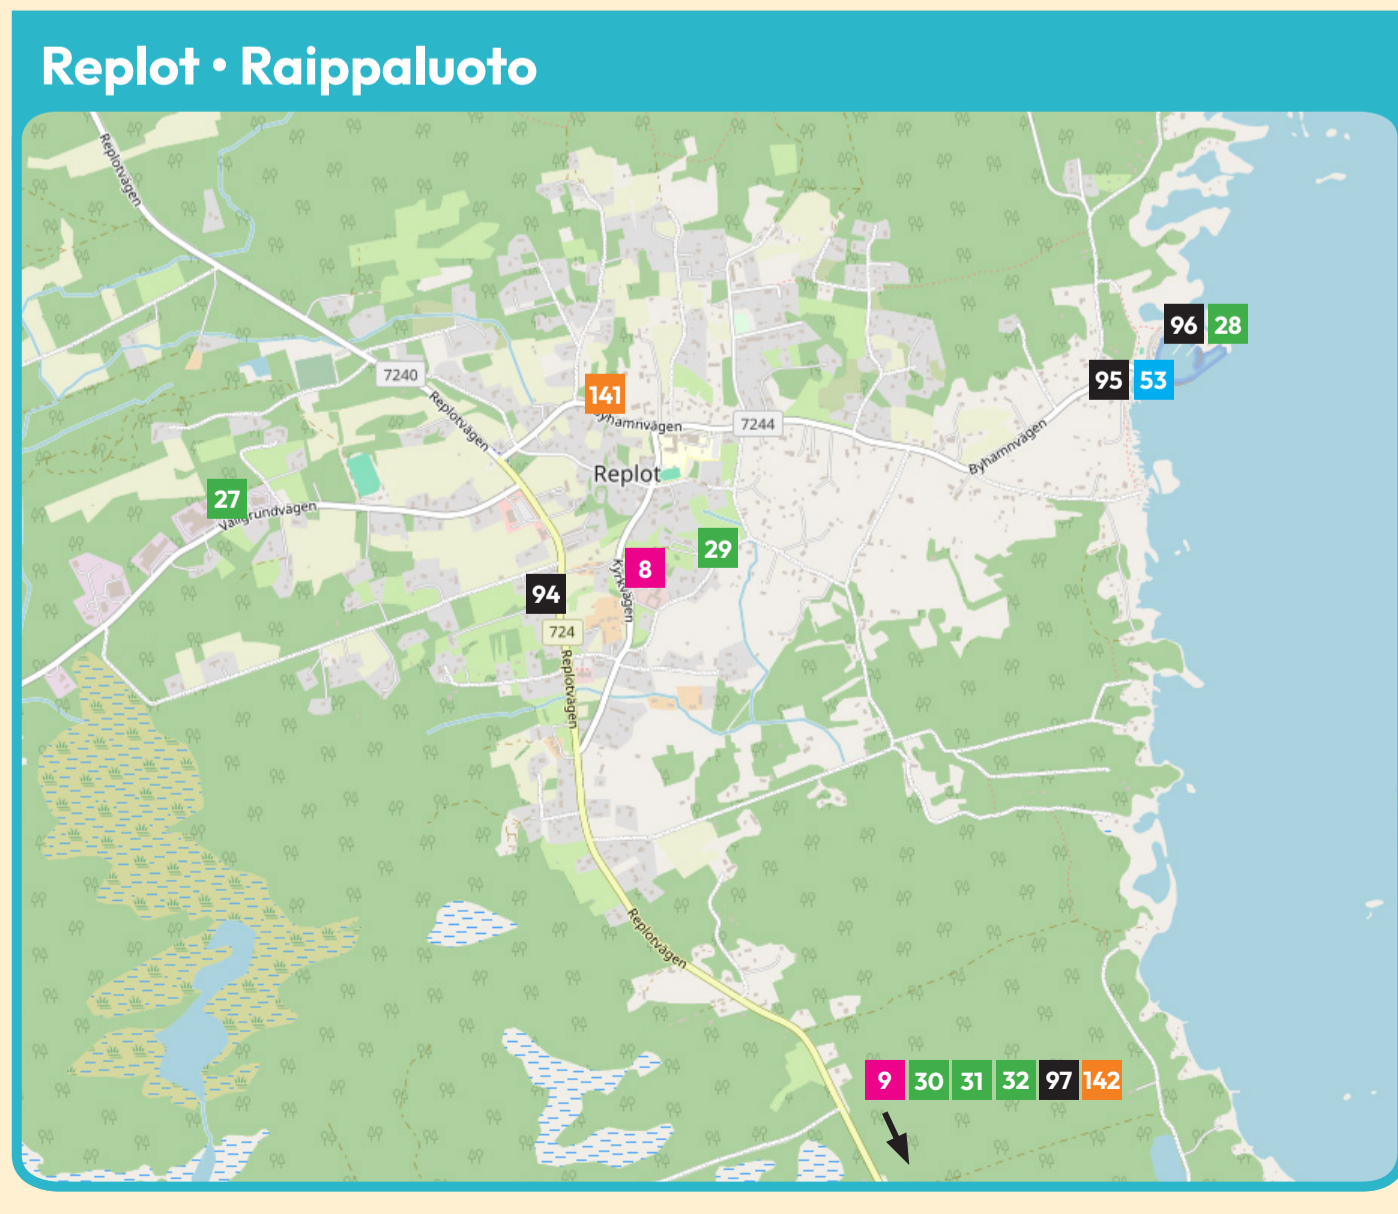 Replot • Raippaluoto
Replotvägen
96 28
95 53
7240
141
Replotvägen
Byhamnvägen
7244
Byhamnvägen
Replot
27
Vallgrundvägen
29
8
Kyrkvägen
94
724
Replotvägen
Replotvägen
9 30 31 32 97 142